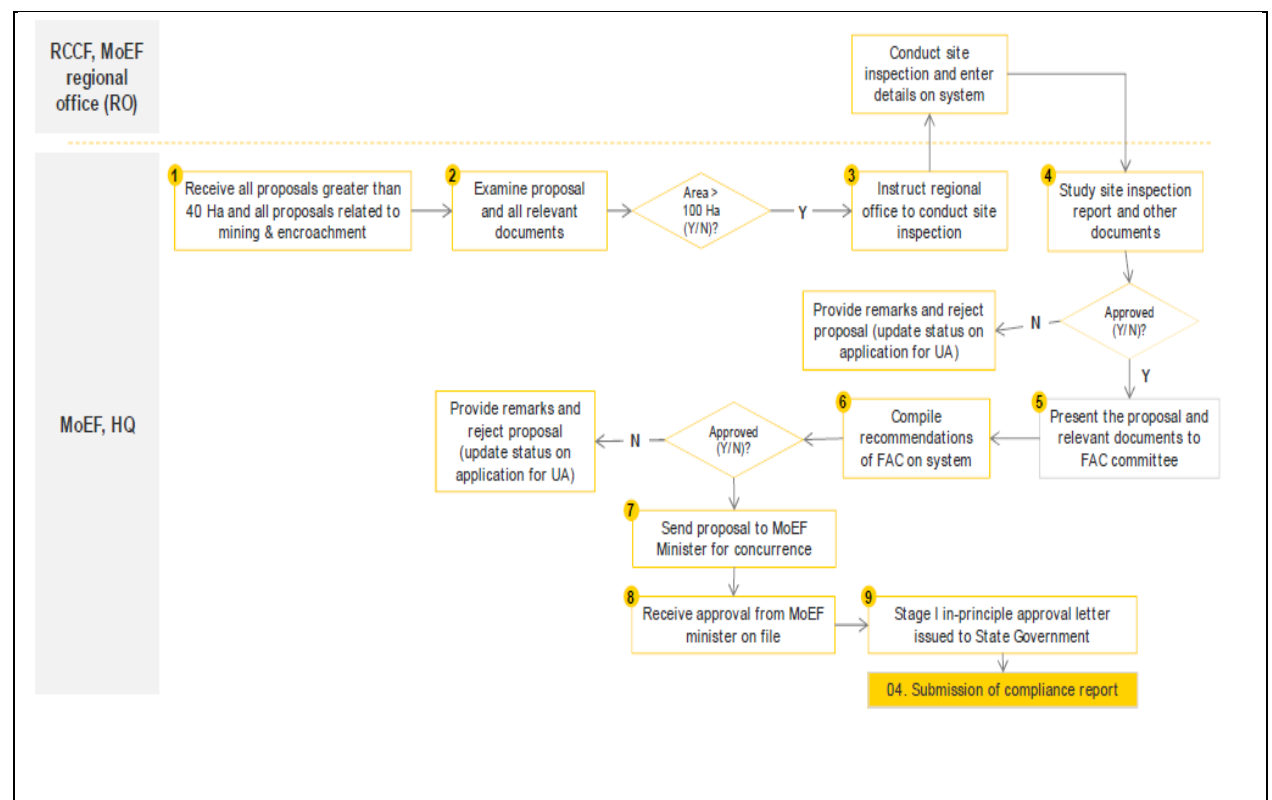 RCCF, MoEF
regional
office (RO)
Conduct site
inspection and enter
details on system
1
Receive all proposals greater than
40 Ha and all proposals related to
mining & encroachment
2
Examine proposal
and all relevant
documents
Area >
100 Ha
(Y/N)?
Y
3
Instruct regional
office to conduct site
inspection
4
Study site inspection
report and other
documents
Provide remarks and reject
proposal (update status on
application for UA)
N
Approved
(Y/N)?
Y
MoEF, HQ
Provide remarks and
reject proposal
(update status on
application for UA)
N
Approved
(Y/N)?
6
Compile
recommendations
of FAC on system
5
Present the proposal and
relevant documents to
FAC committee
7
Send proposal to MoEF
Minister for concurrence
8
Receive approval from MoEF
minister on file
9
Stage I in-principle approval letter
issued to State Government
04. Submission of compliance report